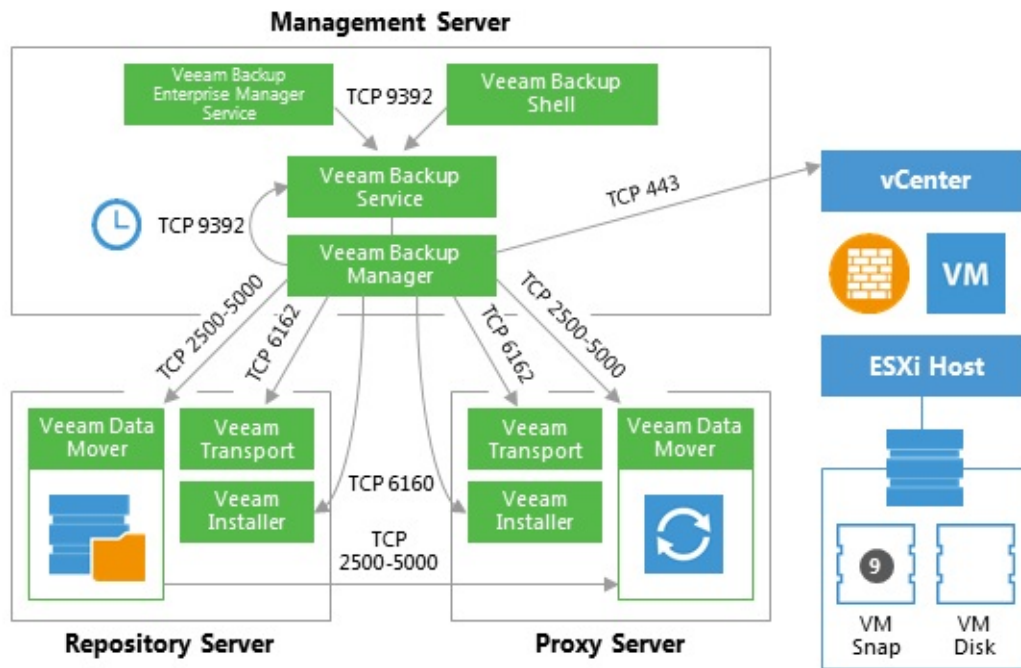 Management Server
Veeam Backup
Enterprise Manager
Service
TCP 9392
Veeam Backup
Shell
Veeam Backup
Service
TCP 9392
Veeam Backup
Manager
TCP 443
vCenter
VM
ESXi Host
TCP 2500-5000
TCP 6162
TCP 6162
TCP 2500-5000
Veeam Data
Mover
Veeam
Transport
Veeam
Installer
TCP 6160
TCP
2500-5000
Veeam
Transport
Veeam
Installer
Veeam Data
Mover
9
VM
Snap
VM
Disk
Repository Server
Proxy Server